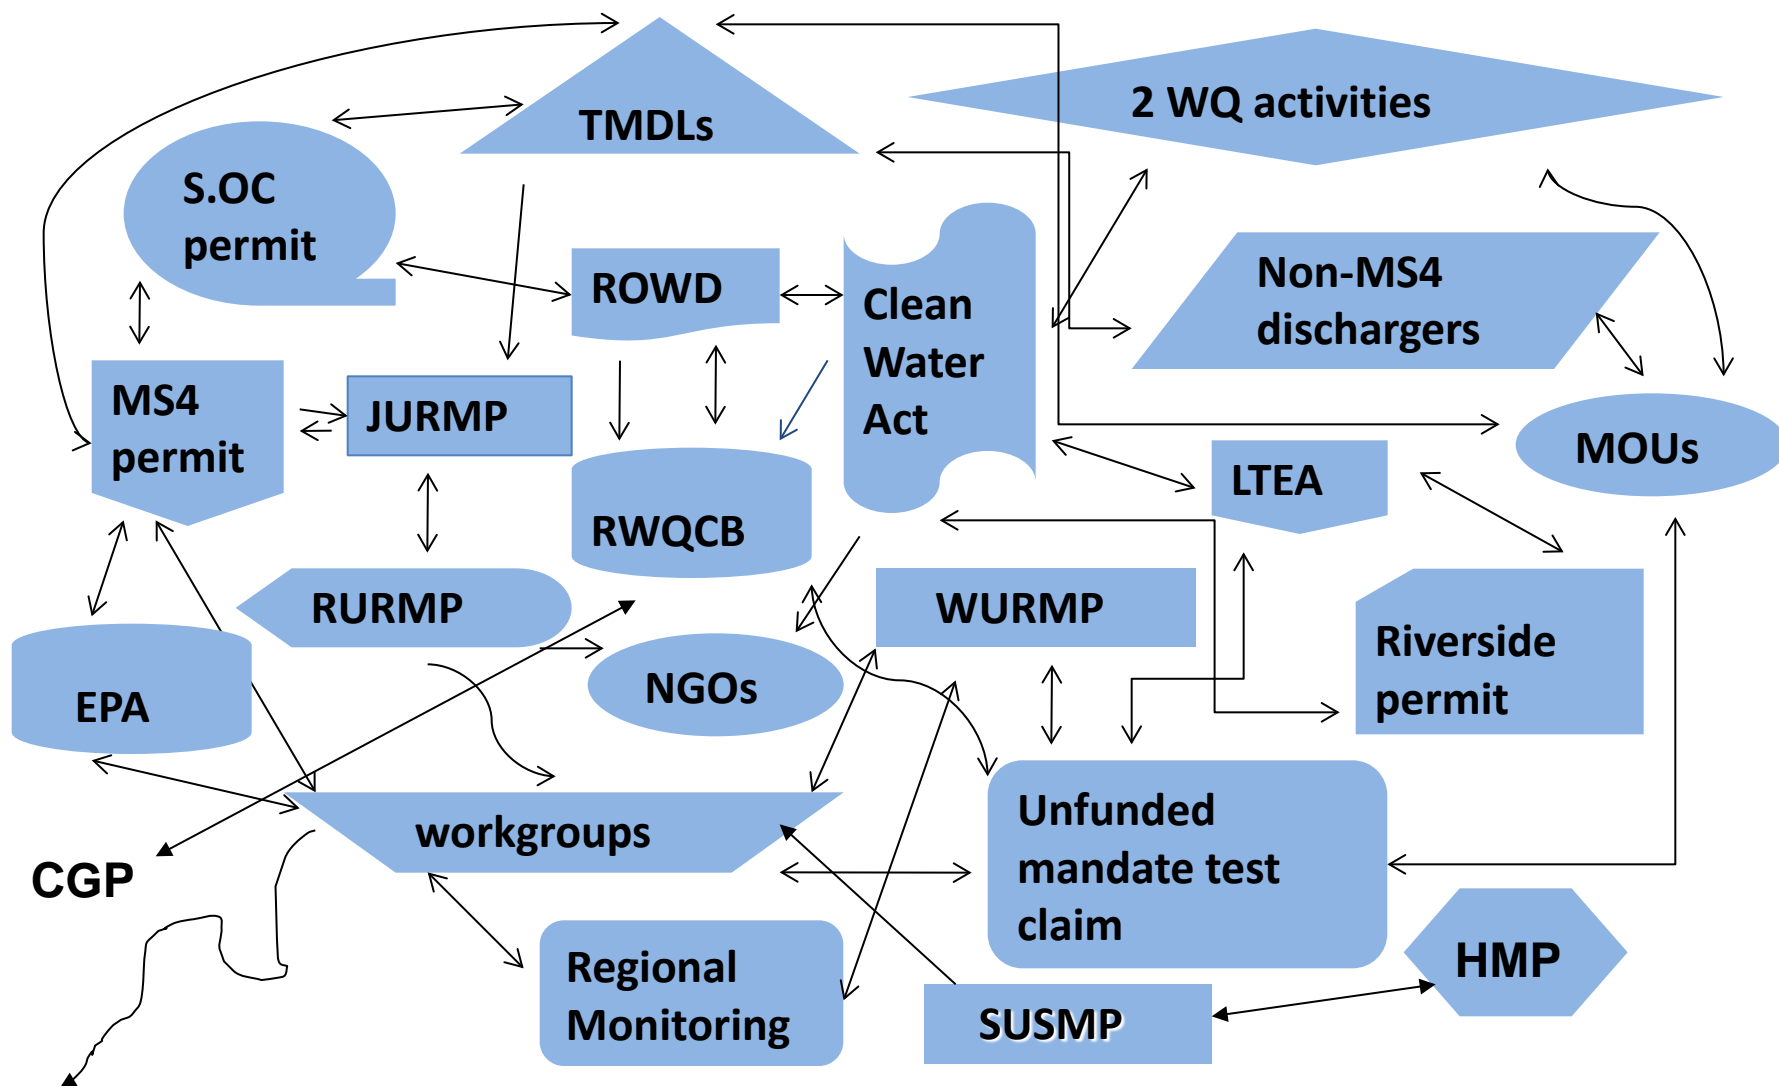 TMDLs
2 WQ activities
S.OC
permit
ROWD
Clean
Water
Act
Non-MS4
dischargers
MS4
permit
JURMP
MOUs
LTEA
RWQCB
RURMP
WURMP
Riverside
permit
EPA
NGOs
workgroups
Unfunded
mandate test
claim
CGP
HMP
Regional
Monitoring
SUSMP